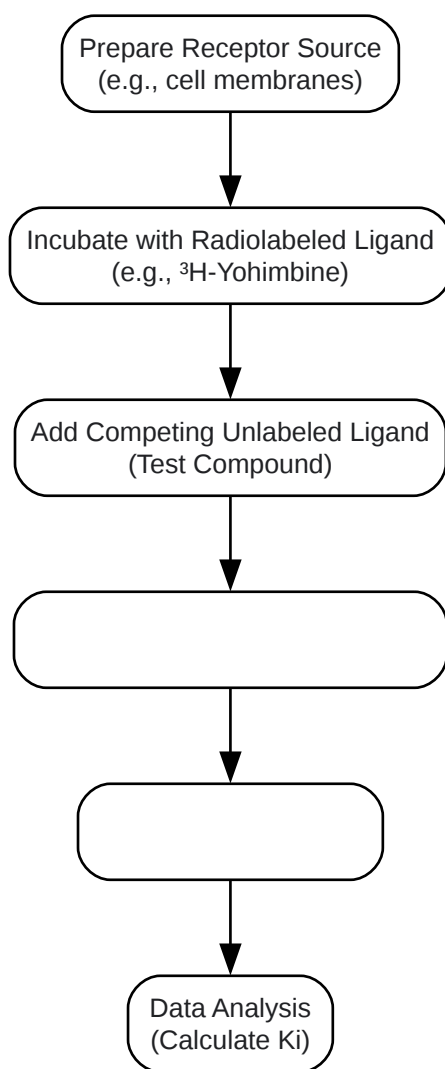 Prepare Receptor Source
(e.g., cell membranes)
Incubate with Radiolabeled Ligand
(e.g., ³H-Yohimbine)
Add Competing Unlabeled Ligand
(Test Compound)
Data Analysis
(Calculate Ki)